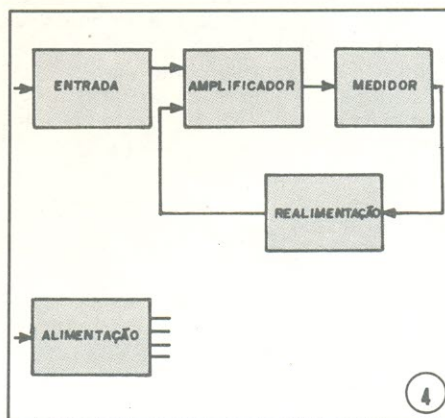 ENTRADA
AMPLIFICADOR
MEDIDOR
REALIMENTAÇÃO
ALIMENTAÇÃO
4